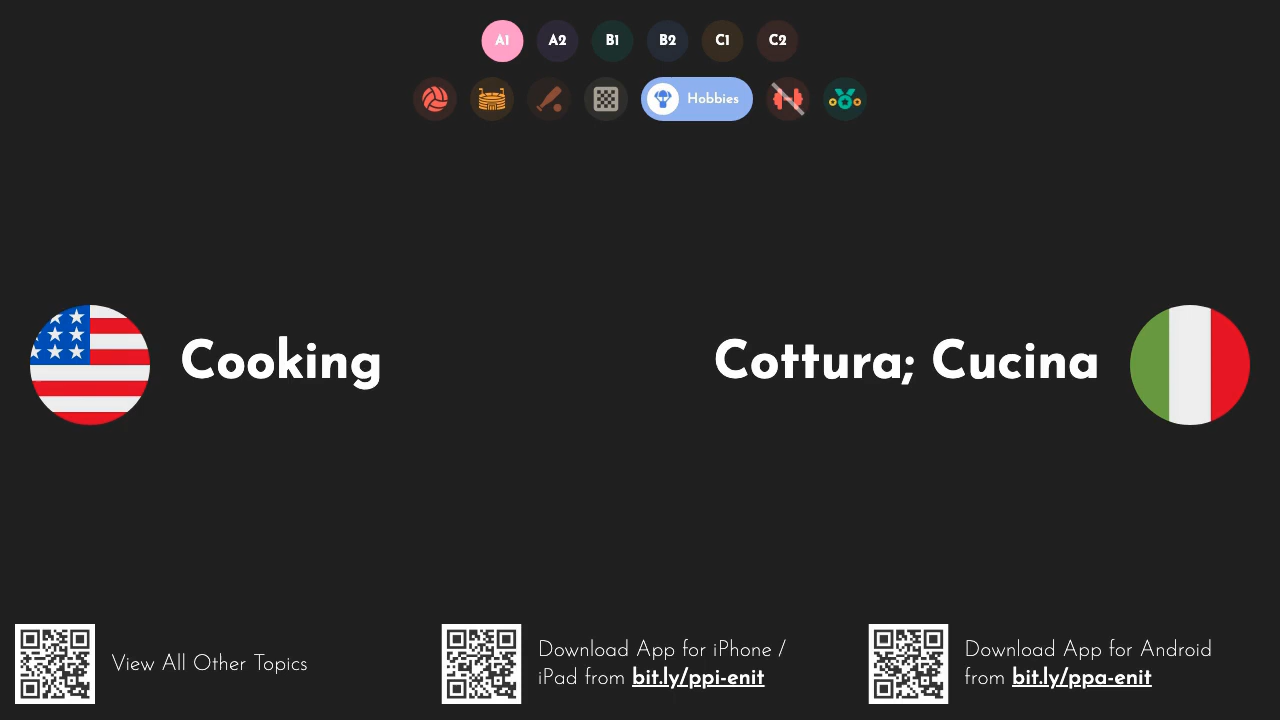 A1 A2 B1 B2 C1 C2
Hobbies
Cooking
Cottura; Cucina
View All Other Topics
Download App for iPhone /
iPad from bit.ly/ppi-enit
Download App for Android
from bit.ly/ppa-enit